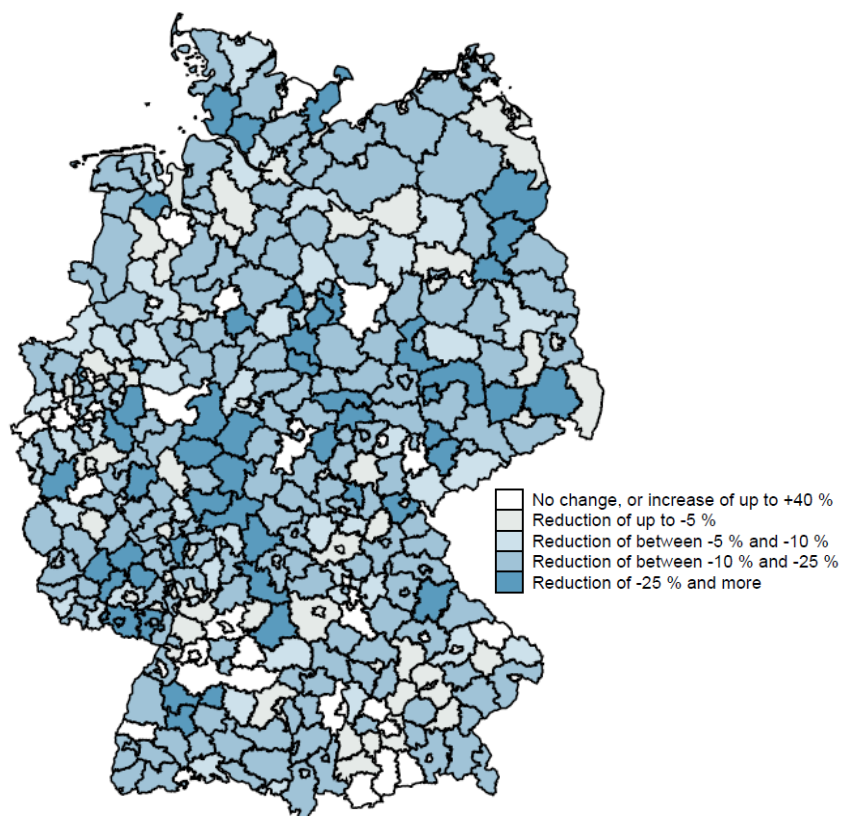 No change, or increase of up to +40 %
Reduction of up to -5 %
Reduction of between -5 % and -10 %
Reduction of between -10 % and -25 %
Reduction of -25 % and more